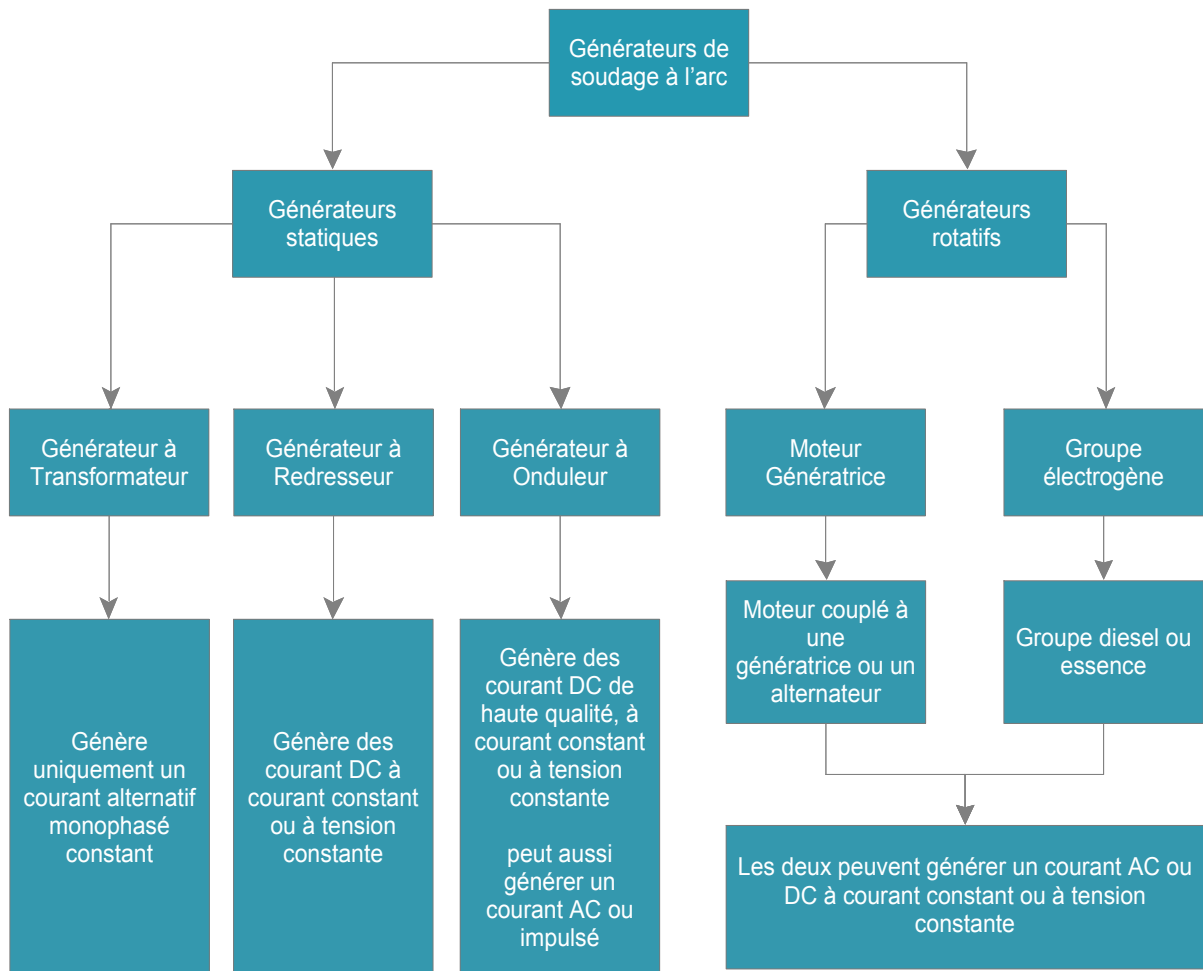 Générateurs de
soudage à l'arc
Générateurs
statiques
Générateurs
rotatifs
Générateur à
Transformateur
Générateur à
Redresseur
Générateur à
Onduleur
Moteur
Génératrice
Groupe
électrogène
Génère
uniquement un
courant alternatif
monophasé
constant
Génère des
courant DC à
courant constant
ou à tension
constante
Génère des
courant DC de
haute qualité, à
courant constant
ou à tension
constante
peut aussi
générer un
courant AC ou
impulsé
Moteur couplé à
une
génératrice ou un
alternateur
Groupe diesel ou
essence
Les deux peuvent générer un courant AC ou
DC à courant constant ou à tension
constante